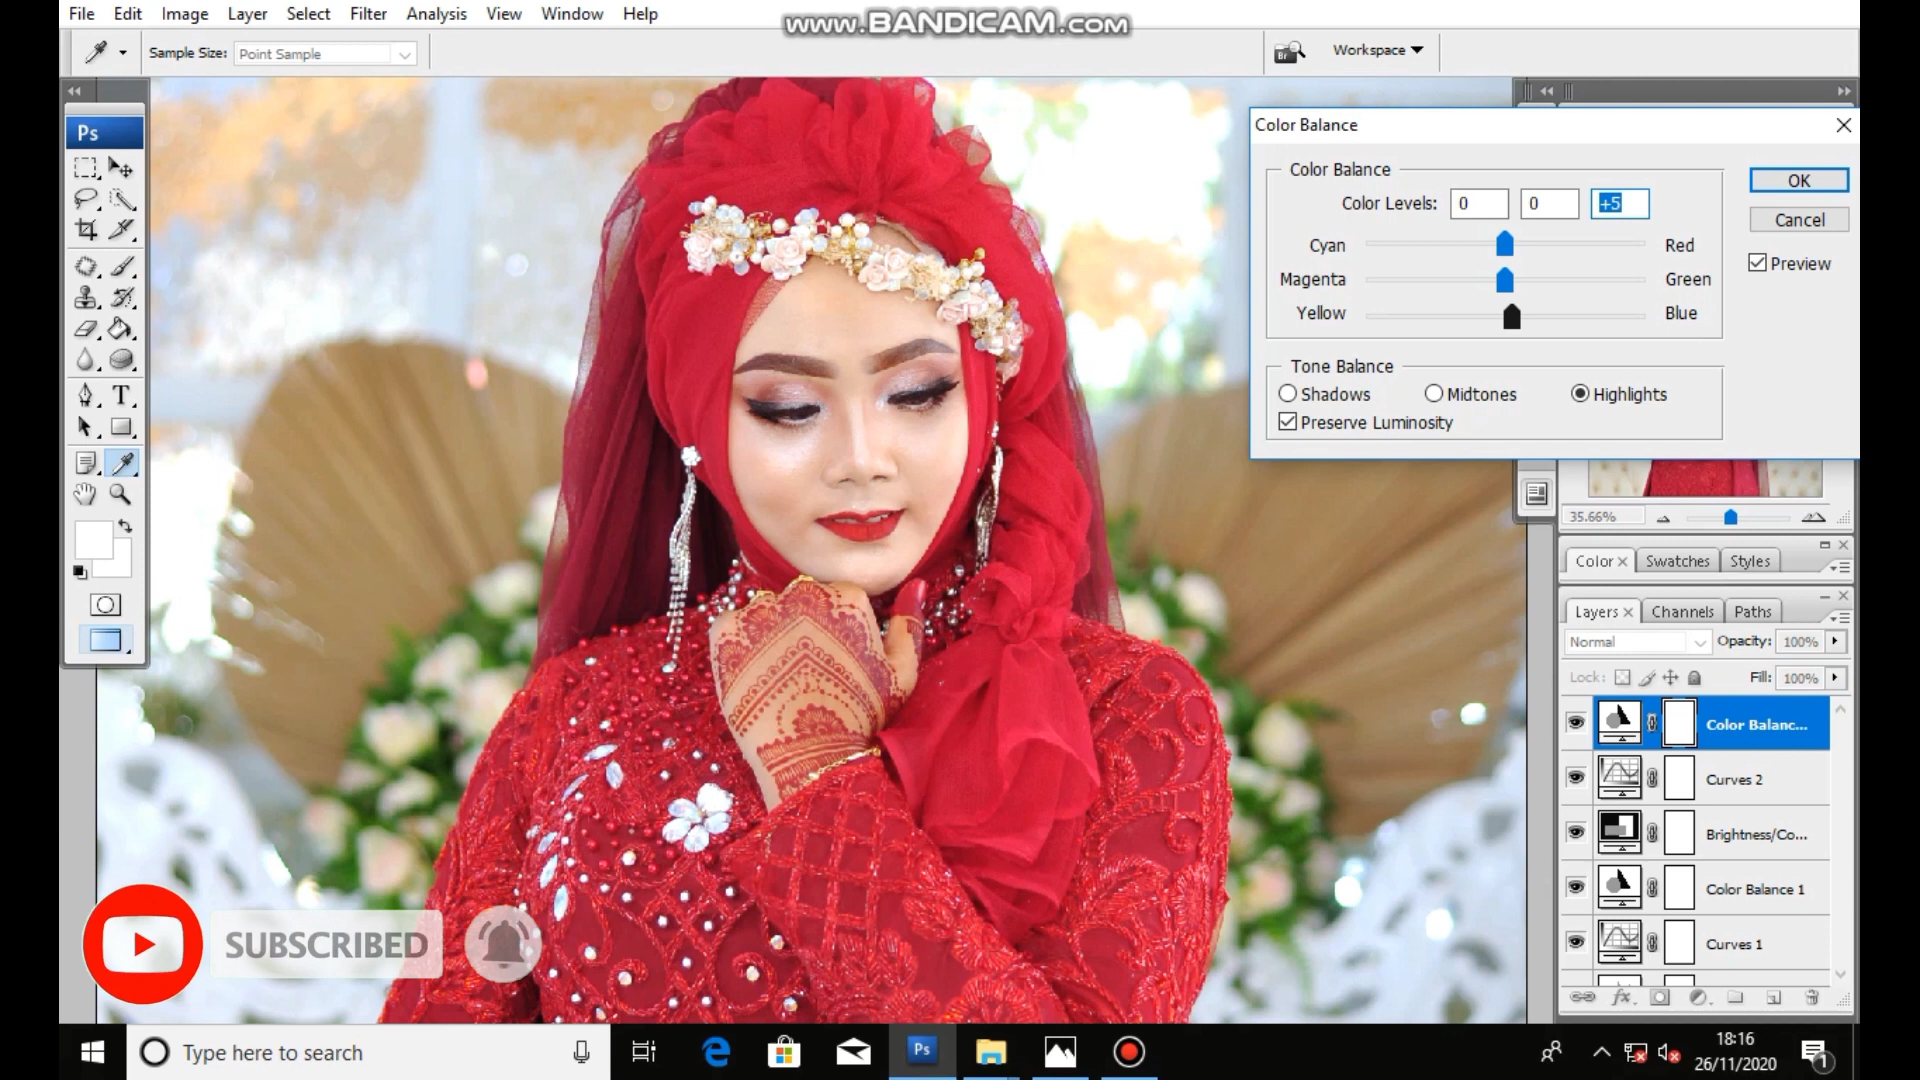 File Edit Image Layer Select Filter Analysis View Window Help
www.BANDICAM.com
Sample Size: Point Sample
Br
Workspace
Ps
Color Balance
Color Balance
OK
Color Levels: 0 0 +5
Cancel
Cyan Red
Preview
Magenta Green
Yellow Blue
Tone Balance
Shadows Midtones Highlights
Preserve Luminosity
T
35.66%
Color Swatches Styles
Layers Channels Paths
Normal Opacity: 100%
Lock: Fill: 100%
Color Balanc...
Curves 2
Brightness/Co...
Color Balance 1
Curves 1
fx
SUBSCRIBED
Type here to search
Ps
18:16
26/11/2020
1